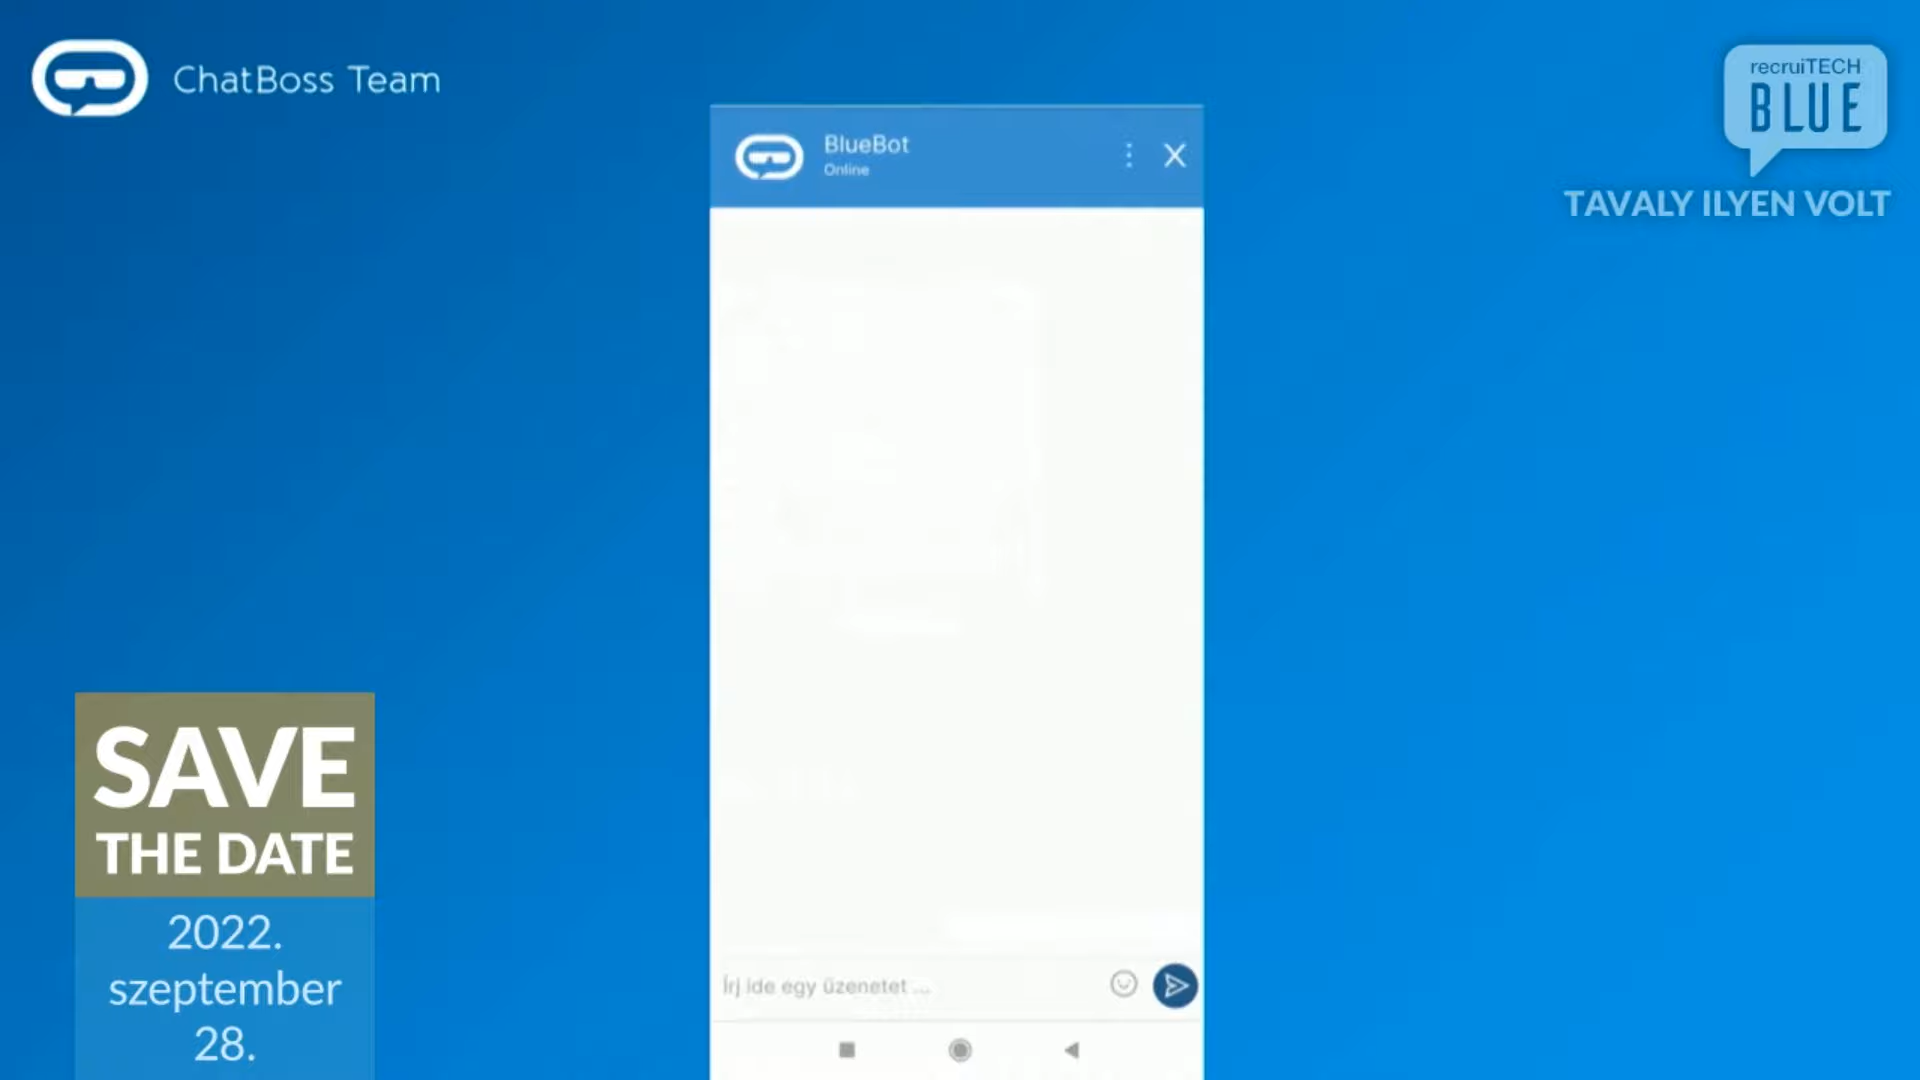 ChatBoss Team
recruiTECH
BLUE
TAVALY ILYEN VOLT
BlueBot
Online
Írj ide egy üzenetet ...
SAVE
THE DATE
2022.
szeptember
28.